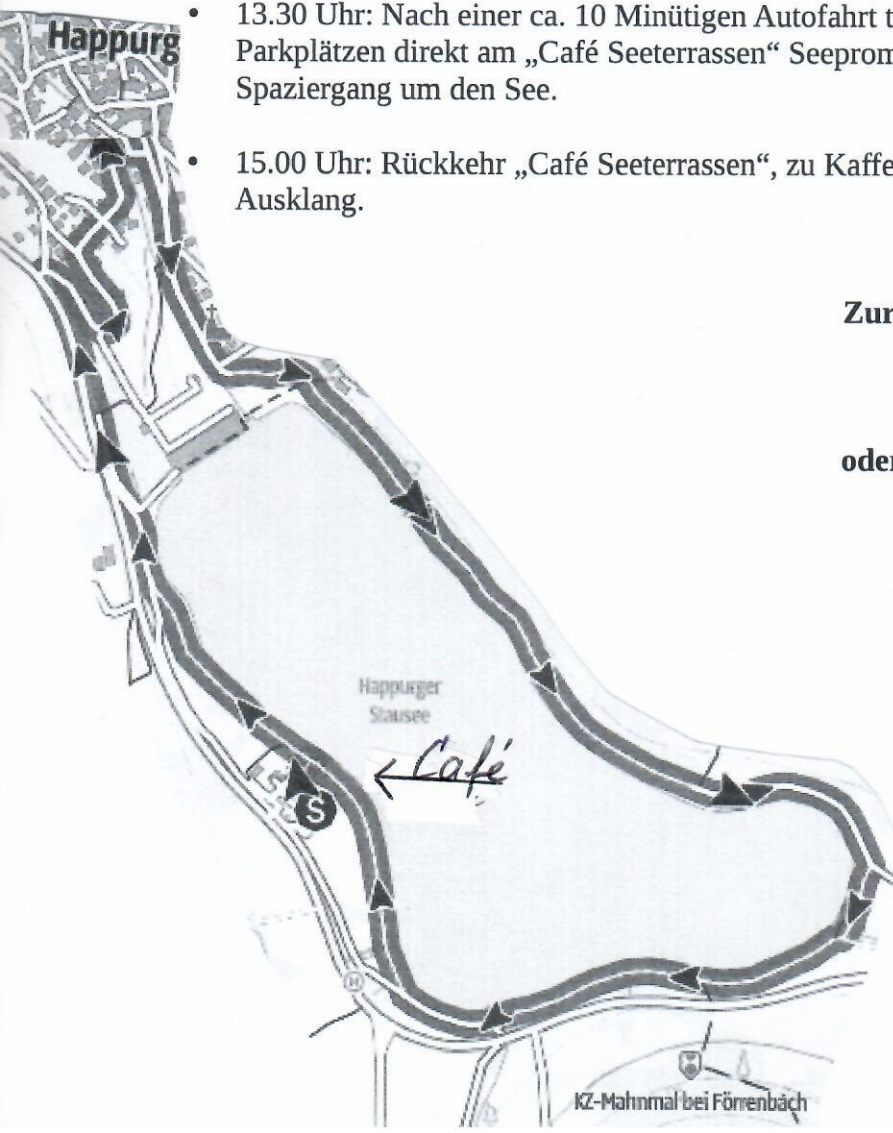 Happurg
• 13.30 Uhr: Nach einer ca. 10 Minütigen Autofahrt
Parkplätzen direkt am „Café Seeterrassen“ Seeprom
Spaziergang um den See.
• 15.00 Uhr: Rückkehr „Café Seeterrassen“, zu Kaffe
Ausklang.
Zur
oder
Happurger
Stausee
← Café
S
H
KZ-Mahnmal bei Förrenbach